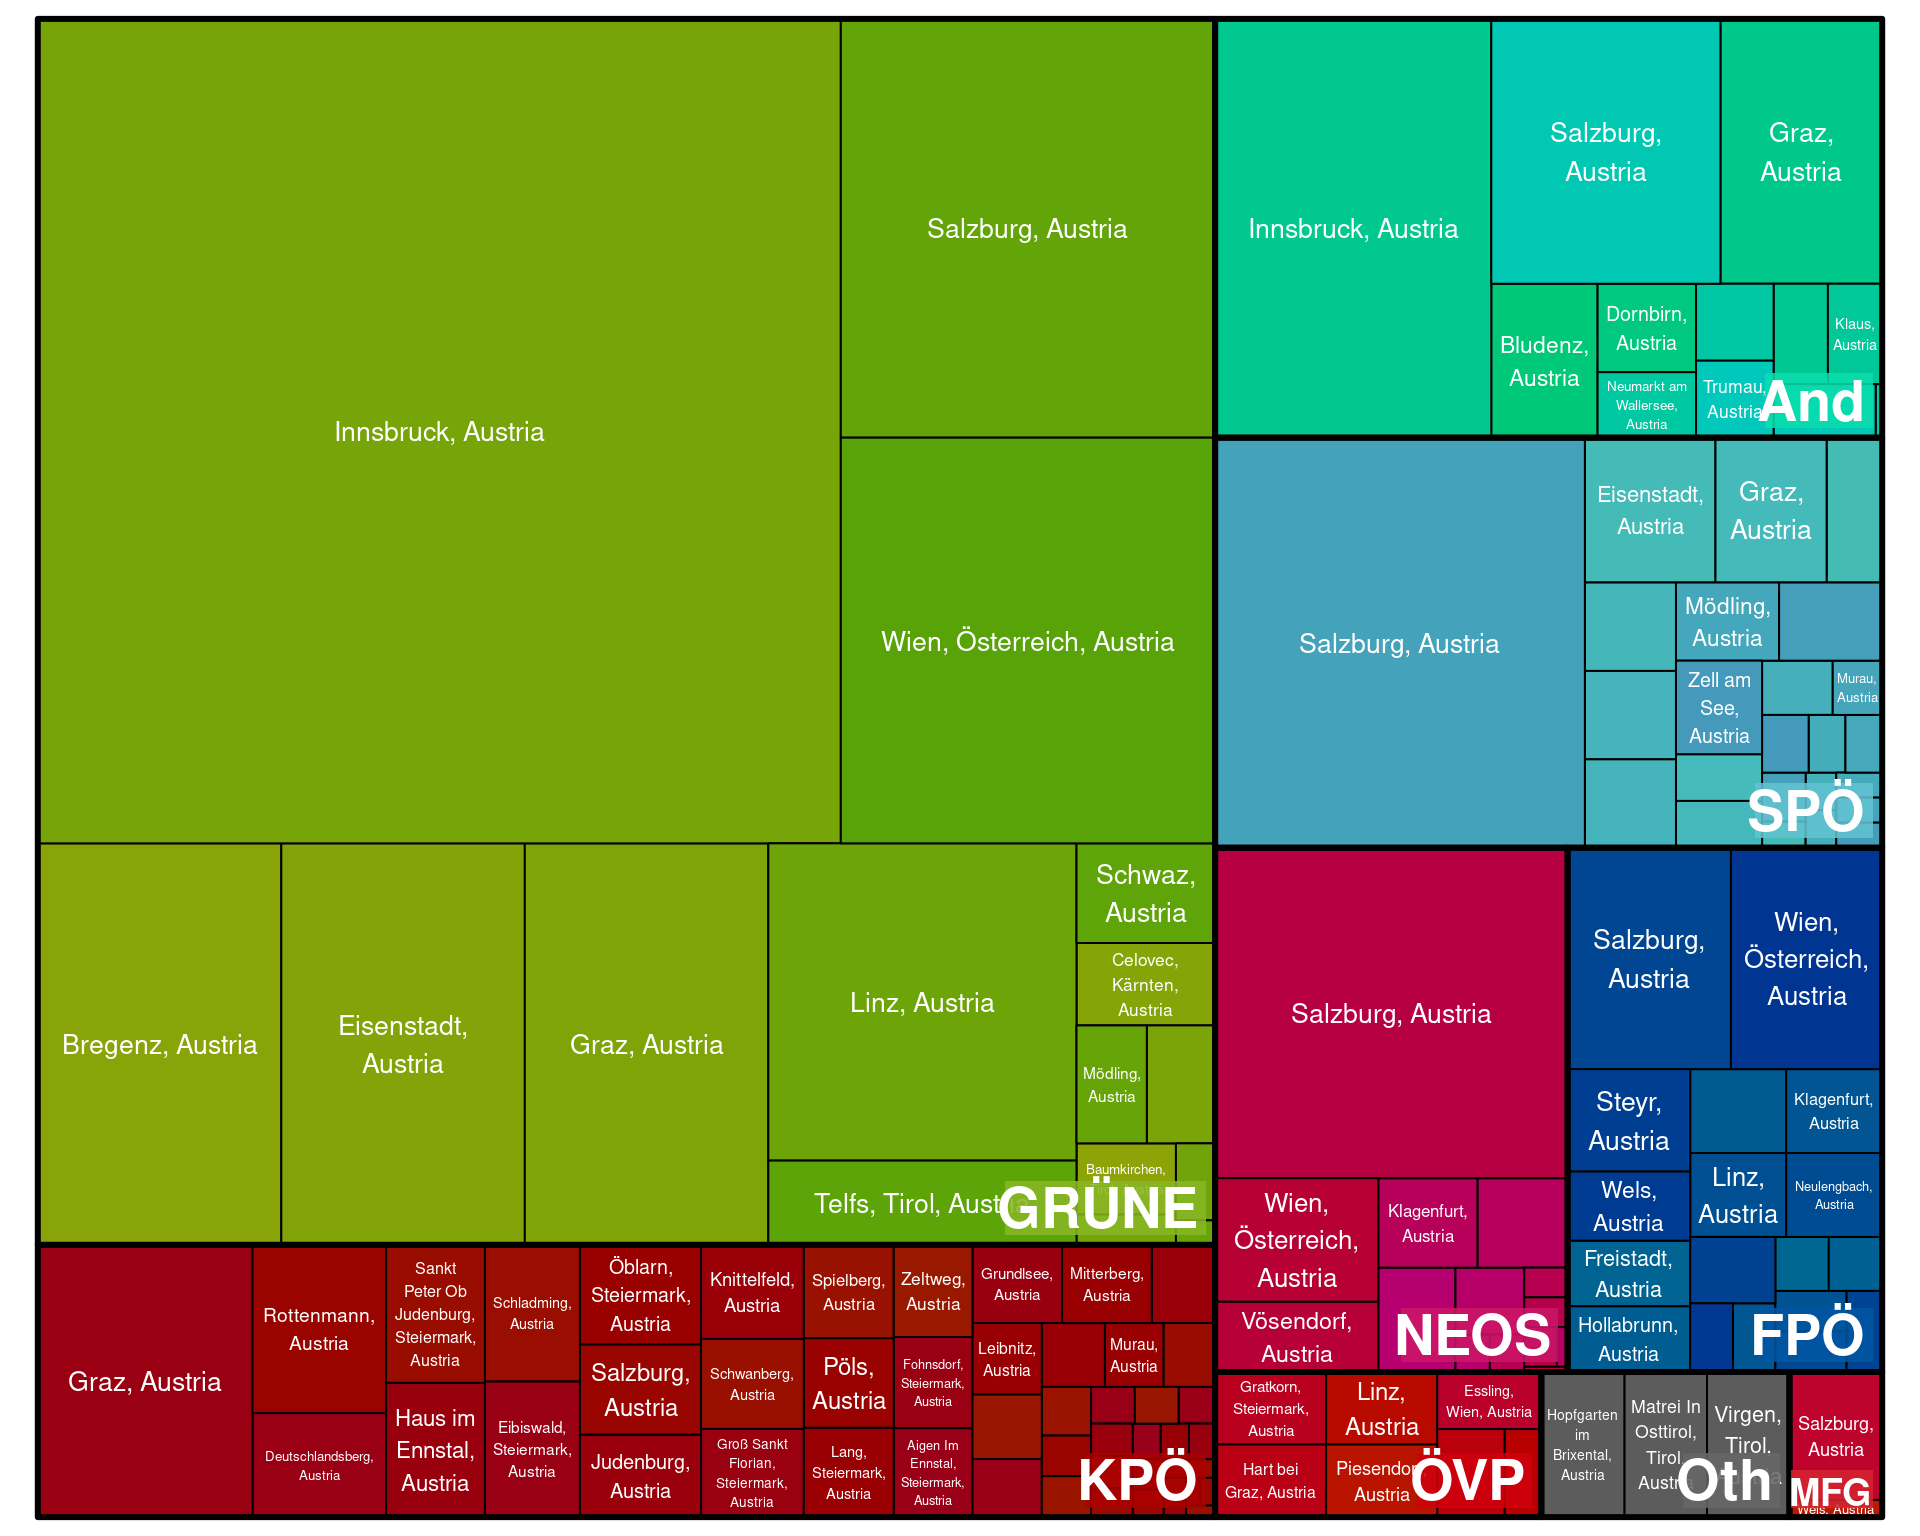 Innsbruck, Austria
Salzburg, Austria
Wien, Österreich, Austria
Bregenz, Austria
Eisenstadt,
Austria
Graz, Austria
Linz, Austria
Telfs, Tirol, Aust
Schwaz,
Austria
Celovec,
Kärnten,
Austria
Mödling,
Austria
Baumkirchen,
GRÜNE
Innsbruck, Austria
Salzburg,
Austria
Graz,
Austria
Bludenz,
Austria
Dornbirn,
Austria
Neumarkt am
Wallersee,
Austria
Trumau,
Austria
Klaus,
Austria
And
Salzburg, Austria
Eisenstadt,
Austria
Graz,
Austria
Mödling,
Austria
Zell am
See,
Austria
Murau,
Austria
SPÖ
Salzburg, Austria
Wien,
Österreich,
Austria
Vösendorf,
Austria
Klagenfurt,
Austria
NEOS
Salzburg,
Austria
Wien,
Österreich,
Austria
Steyr,
Austria
Wels,
Austria
Freistadt,
Austria
Hollabrunn,
Austria
Klagenfurt,
Austria
Linz,
Austria
Neulengbach,
Austria
FPÖ
Graz, Austria
Rottenmann,
Austria
Deutschlandsberg,
Austria
Sankt
Peter Ob
Judenburg,
Steiermark,
Austria
Haus im
Ennstal,
Austria
Schladming,
Austria
Eibiswald,
Steiermark,
Austria
Öblarn,
Steiermark,
Austria
Salzburg,
Austria
Judenburg,
Austria
Knittelfeld,
Austria
Schwanberg,
Austria
Groß Sankt
Florian,
Steiermark,
Austria
Spielberg,
Austria
Pöls,
Austria
Lang,
Steiermark,
Austria
Zeltweg,
Austria
Fohnsdorf,
Steiermark,
Austria
Aigen Im
Ennstal,
Steiermark,
Austria
Grundlsee,
Austria
Leibnitz,
Austria
Mitterberg,
Austria
Murau,
Austria
KPÖ
Gratkorn,
Steiermark,
Austria
Hart bei
Graz, Austria
Linz,
Austria
Piesendor
Austria
Essling,
Wien, Austria
ÖVP
Hopfgarten
im
Brixental,
Austria
Matrei In
Osttirol,
Tirol,
Austr
Virgen,
Tirol.
Oth
Salzburg,
Austria
MFG
Wels, Austria